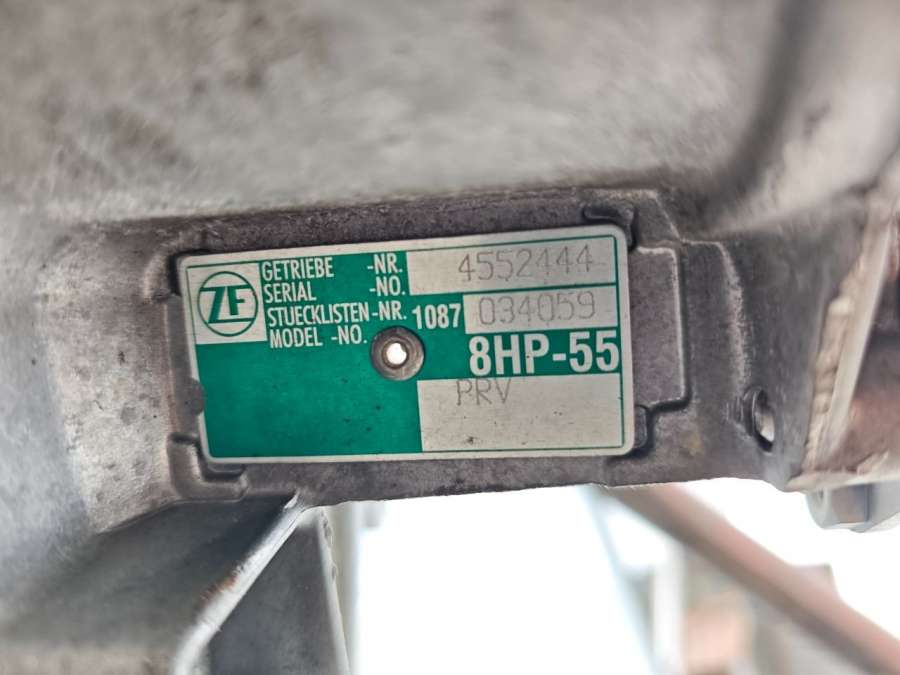 ZF
GETRIEBE -NR. 4552444
SERIAL -NO.
STUECKLISTEN-NR. 1087 034059
MODEL -NO.
8HP-55
PRV